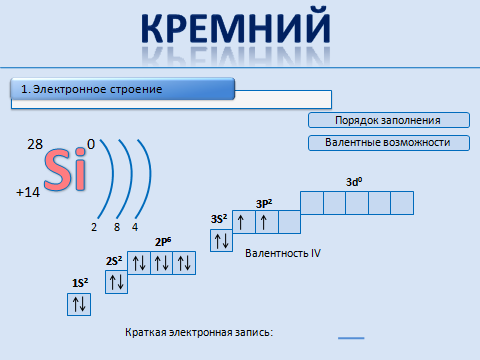 КРЕМНИЙ
1. Электронное строение
Порядок заполнения
Валентные возможности
28 0
Si
+14
2 8 4
3d⁰
3P²
3S²
Валентность IV
2P⁶
2S²
1S²
Краткая электронная запись: